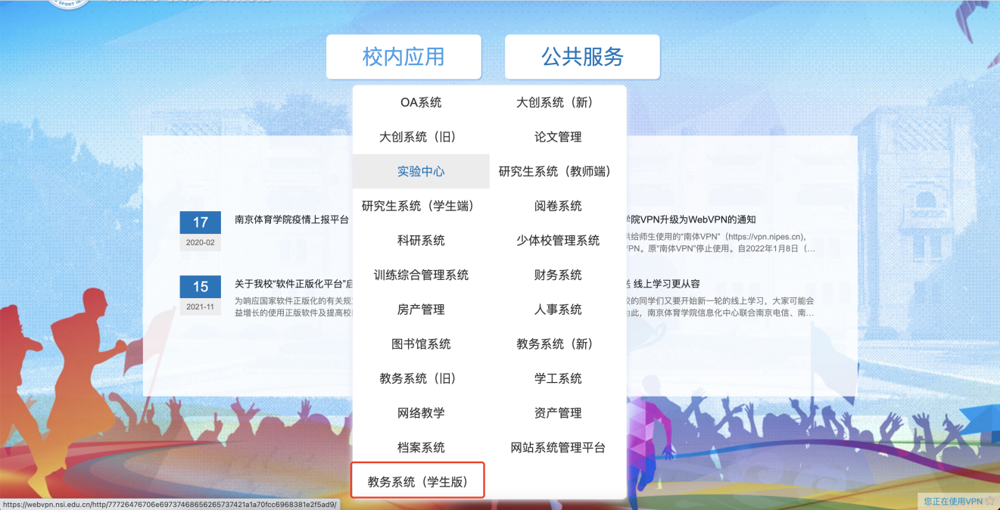 SPORT IN
校内应用
公共服务
OA系统
大创系统（新）
大创系统（旧）
论文管理
实验中心
研究生系统（教师端）
研究生系统（学生端）
阅卷系统
科研系统
少体校管理系统
训练综合管理系统
财务系统
房产管理
人事系统
图书馆系统
教务系统（新）
教务系统（旧）
学工系统
网络教学
资产管理
档案系统
网站系统管理平台
教务系统（学生版）
17
2020-02
南京体育学院疫情上报平台
院VPN升级为WebVPN的通知
给师生使用的“南体VPN”（https://vpn.nipes.cn),
VPN。原“南体VPN”停止使用。自2022年1月8日（...
15
2021-11
关于我校“软件正版化平台”启
为响应国家软件正版化的有关规
益增长的使用正版软件及提高校
线上学习更从容
的同学们又要开始新一轮的线上学习，大家可能会
此，南京体育学院信息化中心联合南京电信、南...
https://webvpn.nsi.edu.cn/http/77726476706e69737468656265737421a1a70fcc6968381e2f5ad9/
您正在使用VPN